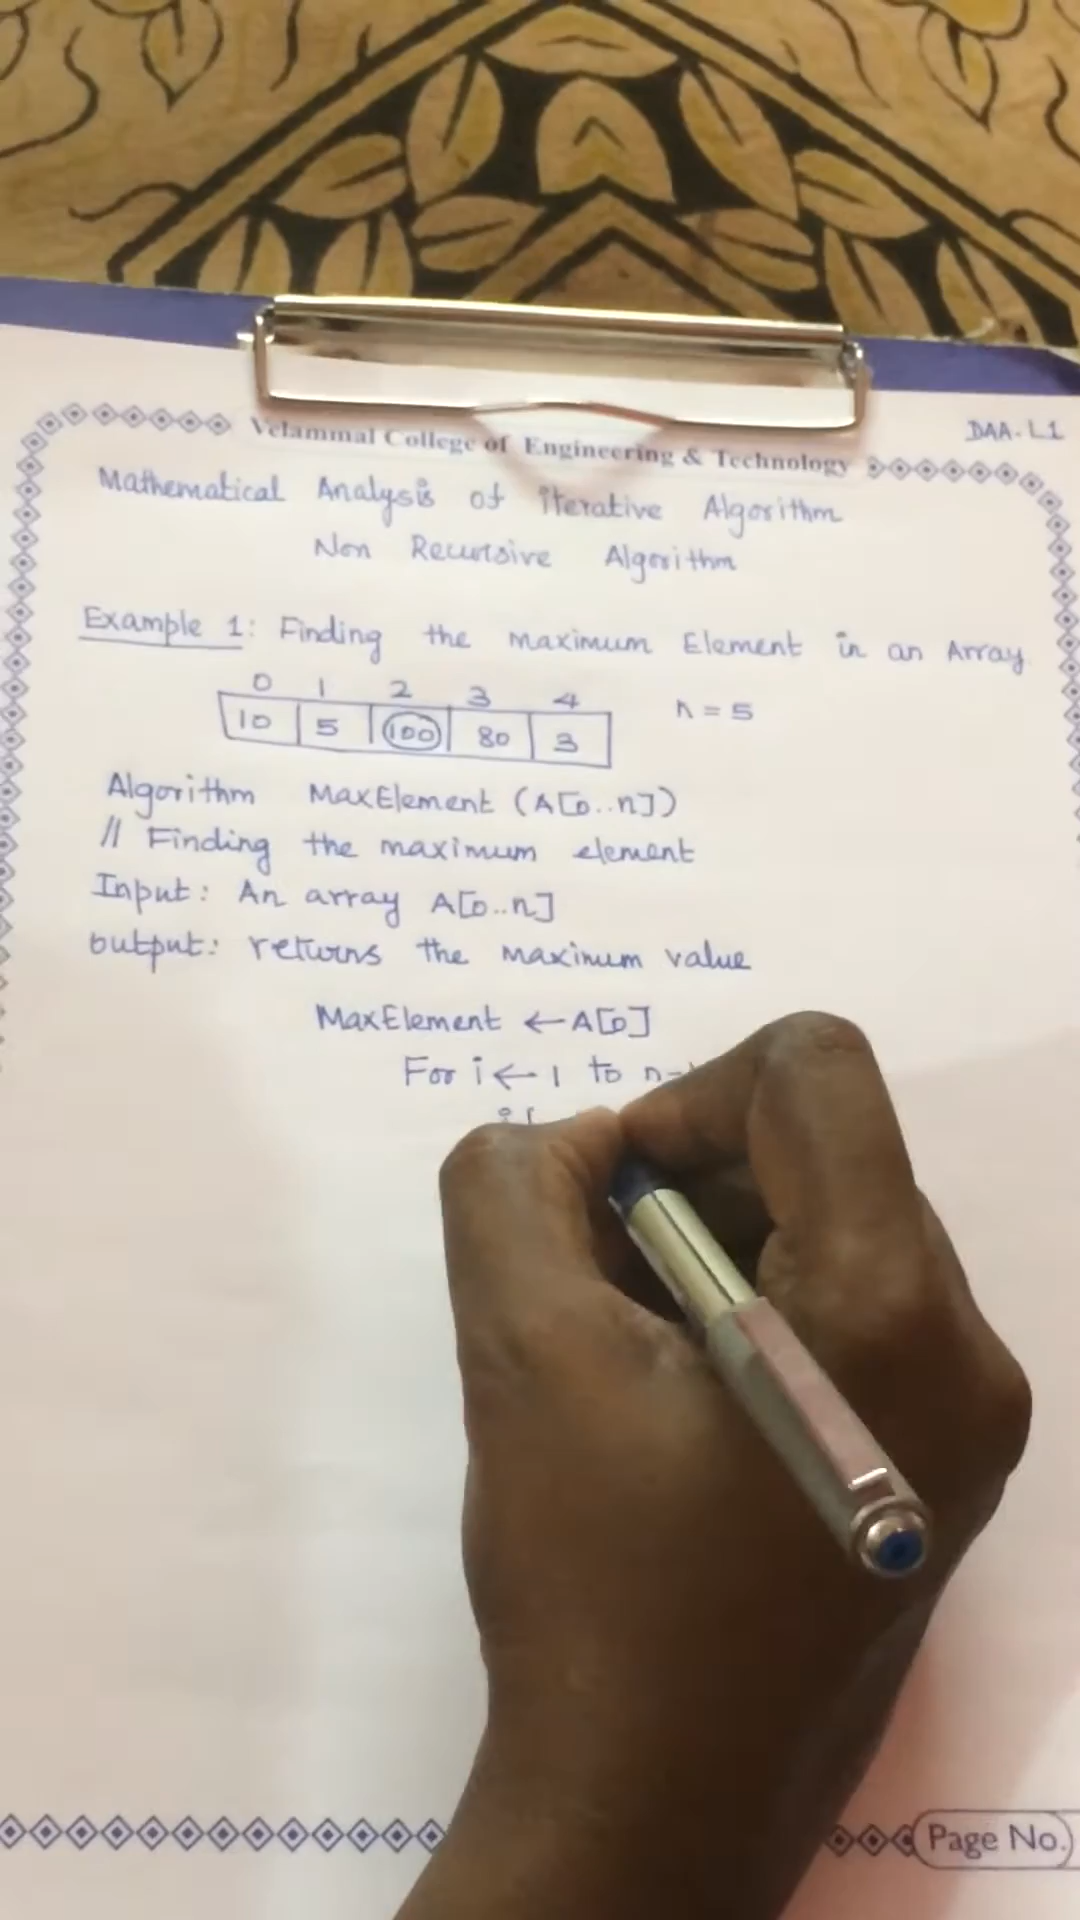 DAA-L1
Velammal College of Engineering & Technology
Mathematical Analysis of iterative Algorithm
Non Recursive Algorithm
Example 1: Finding the maximum Element in an Array
0 1 2 3 4
10 5 100 80 3 n = 5
Algorithm MaxElement (A[0..n])
// Finding the maximum element
Input: An array A[0..n]
output: returns the maximum value
MaxElement ← A[0]
For i ← 1 to n-
if
Page No.